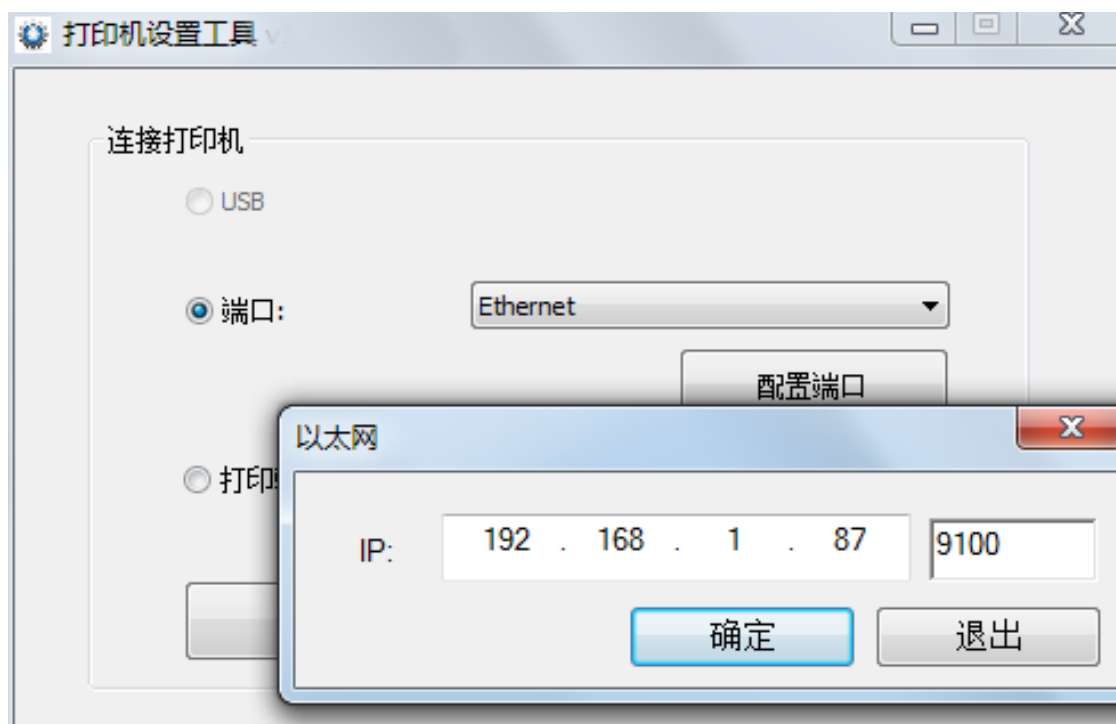 打印机设置工具
连接打印机
USB
端口:
Ethernet
配置端口
以太网
打印
IP:
192 . 168 . 1 . 87
9100
确定
退出